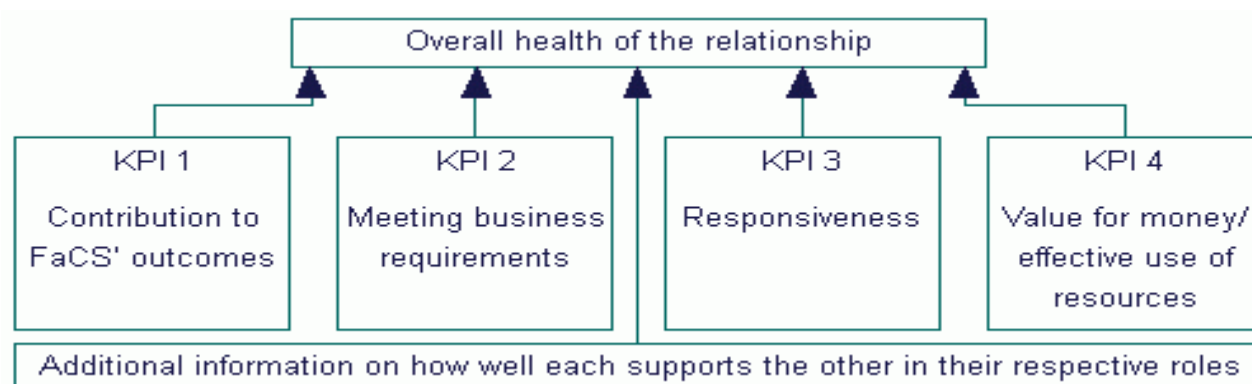 Overall health of the relationship
KPI 1
Contribution to
FaCS' outcomes
KPI 2
Meeting business
requirements
KPI 3
Responsiveness
KPI 4
Value for money/
effective use of
resources
Additional information on how well each supports the other in their respective roles